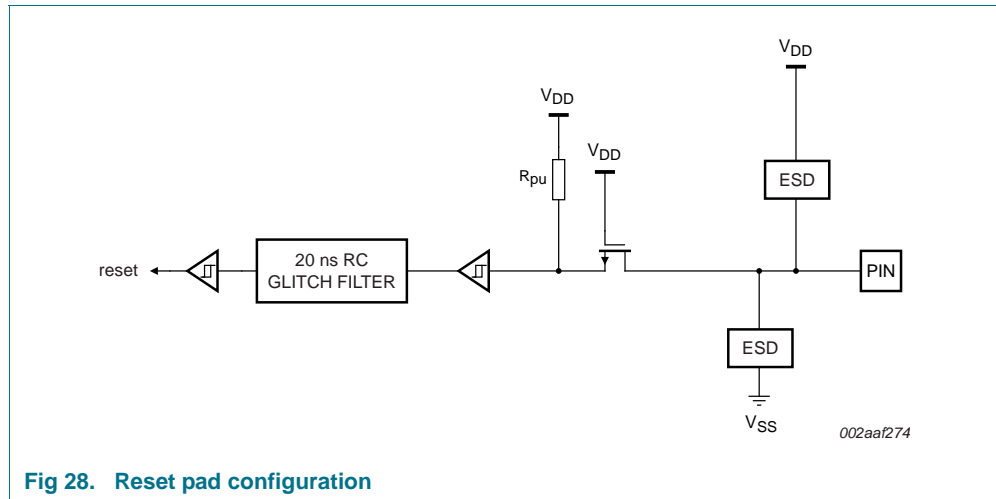 VDD
VDD
VDD
Rpu
ESD
reset
20 ns RC
GLITCH FILTER
PIN
ESD
VSS
002aaf274
Fig 28. Reset pad configuration